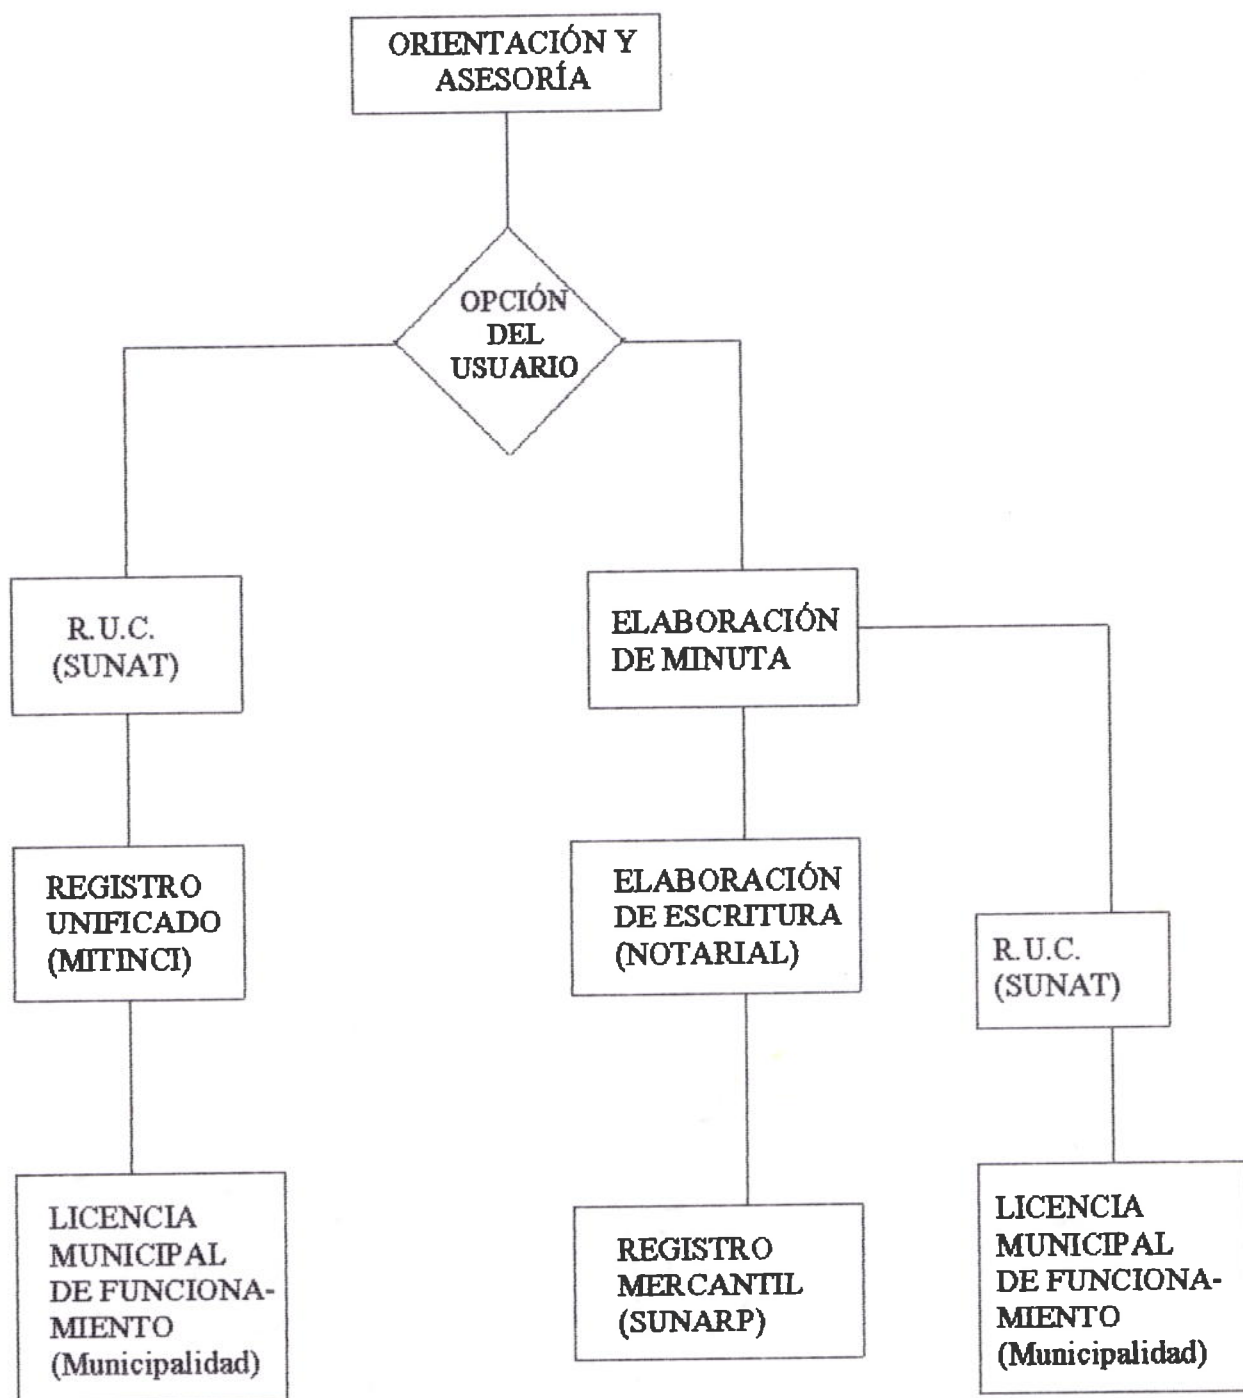 ORIENTACIÓN Y
ASESORÍA
OPCIÓN
DEL
USUARIO
R.U.C.
(SUNAT)
ELABORACIÓN
DE MINUTA
REGISTRO
UNIFICADO
(MITINCI)
ELABORACIÓN
DE ESCRITURA
(NOTARIAL)
R.U.C.
(SUNAT)
LICENCIA
MUNICIPAL
DE FUNCIONA-
MIENTO
(Municipalidad)
REGISTRO
MERCANTIL
(SUNARP)
LICENCIA
MUNICIPAL
DE FUNCIONA-
MIENTO
(Municipalidad)